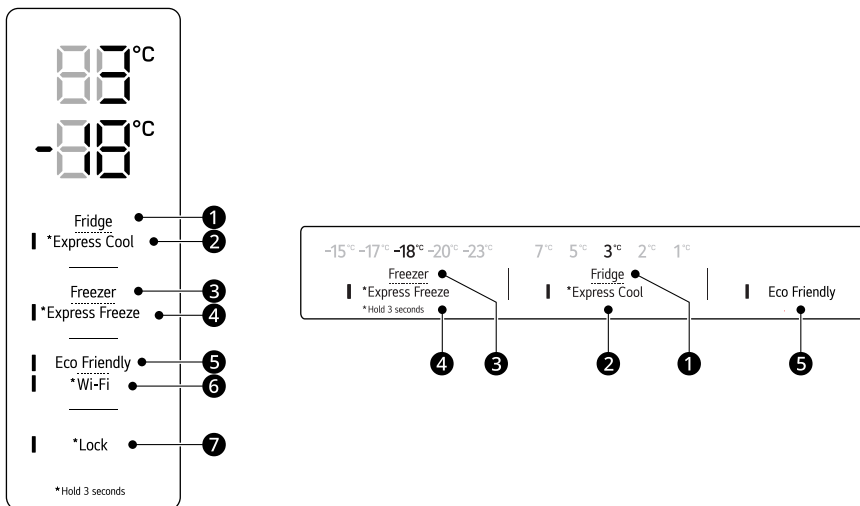 3°C
-18°C
Fridge
*Express Cool
Freezer
*Express Freeze
Eco Friendly
*Wi-Fi
*Lock
*Hold 3 seconds
1
2
3
4
5
6
7
-15°C -17°C -18°C -20°C -23°C
7°C 5°C 3°C 2°C 1°C
Freezer
*Express Freeze
*Hold 3 seconds
Fridge
*Express Cool
Eco Friendly
4 3 2 1 5